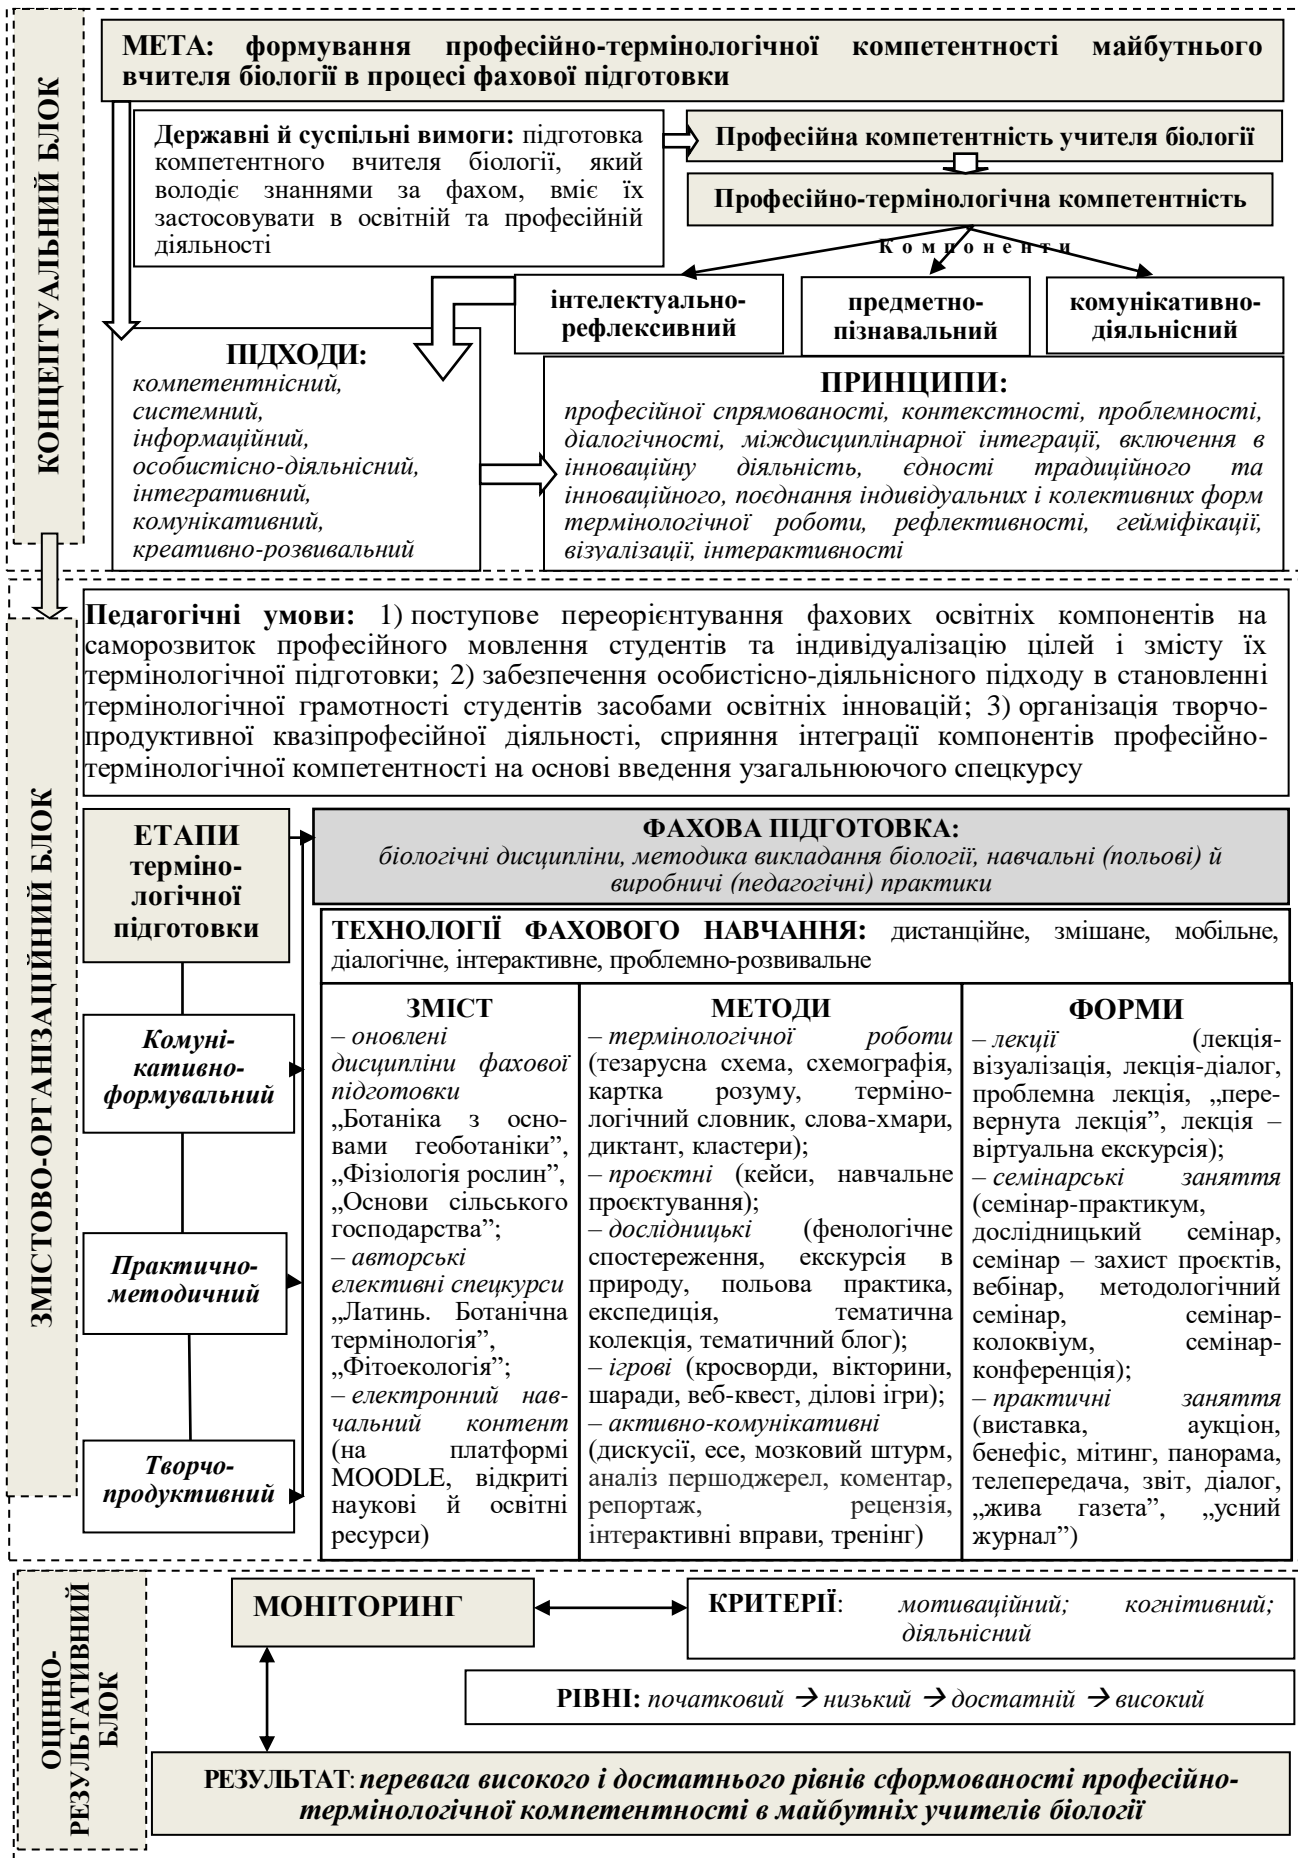 КОНЦЕПТУАЛЬНИЙ БЛОК
МЕТА: формування професійно-термінологічної компетентності майбутнього
вчителя біології в процесі фахової підготовки
Державні й суспільні вимоги: підготовка
компетентного вчителя біології, який
володіє знаннями за фахом, вміє їх
застосовувати в освітній та професійній
діяльності
Професійна компетентність учителя біології
Професійно-термінологічна компетентність
Компоненти
інтелектуально-
рефлексивний
предметно-
пізнавальний
комунікативно-
діяльнісний
ПІДХОДИ:
компетентнісний,
системний,
інформаційний,
особистісно-діяльнісний,
інтегративний,
комунікативний,
креативно-розвивальний
ПРИНЦИПИ:
професійної спрямованості, контекстності, проблемності,
діалогічності, міждисциплінарної інтеграції, включення в
інноваційну діяльність, єдності традиційного та
інноваційного, поєднання індивідуальних і колективних форм
термінологічної роботи, рефлективності, гейміфікації,
візуалізації, інтерактивності
ЗМІСТОВО-ОРГАНІЗАЦІЙНИЙ БЛОК
Педагогічні умови: 1) поступове переорієнтування фахових освітніх компонентів на
саморозвиток професійного мовлення студентів та індивідуалізацію цілей і змісту їх
термінологічної підготовки; 2) забезпечення особистісно-діяльнісного підходу в становленні
термінологічної грамотності студентів засобами освітніх інновацій; 3) організація творчо-
продуктивної квазіпрофесійної діяльності, сприяння інтеграції компонентів професійно-
термінологічної компетентності на основі введення узагальнюючого спецкурсу
ЕТАПИ
терміно-
логічної
підготовки
Комуні-
кативно-
формувальний
Практично-
методичний
Творчо-
продуктивний
ФАХОВА ПІДГОТОВКА:
біологічні дисципліни, методика викладання біології, навчальні (польові) й
виробничі (педагогічні) практики
ТЕХНОЛОГІЇ ФАХОВОГО НАВЧАННЯ: дистанційне, змішане, мобільне,
діалогічне, інтерактивне, проблемно-розвивальне
ЗМІСТ
– оновлені
дисципліни фахової
підготовки
„Ботаніка з осно-
вами геоботаніки”,
„Фізіологія рослин”,
„Основи сільського
господарства”;
– авторські
елективні спецкурси
„Латинь. Ботанічна
термінологія”,
„Фітоекологія”;
– електронний нав-
чальний контент
(на платформі
MOODLE, відкриті
наукові й освітні
ресурси)
МЕТОДИ
– термінологічної роботи
(тезарусна схема, схемографія,
картка розуму, терміно-
логічний словник, слова-хмари,
диктант, кластери);
– проєктні (кейси, навчальне
проєктування);
– дослідницькі (фенологічне
спостереження, екскурсія в
природу, польова практика,
експедиція, тематична
колекція, тематичний блог);
– ігрові (кросворди, вікторини,
шаради, веб-квест, ділові ігри);
– активно-комунікативні
(дискусії, есе, мозковий штурм,
аналіз першоджерел, коментар,
репортаж, рецензія,
інтерактивні вправи, тренінг)
ФОРМИ
– лекції (лекція-
візуалізація, лекція-діалог,
проблемна лекція, „пере-
вернута лекція”, лекція –
віртуальна екскурсія);
– семінарські заняття
(семінар-практикум,
дослідницький семінар,
семінар – захист проєктів,
вебінар, методологічний
семінар, семінар-
колоквіум, семінар-
конференція);
– практичні заняття
(виставка, аукціон,
бенефіс, мітинг, панорама,
телепередача, звіт, діалог,
„жива газета”, „усний
журнал”)
ОЦІННО-
РЕЗУЛЬТАТИВНИЙ
БЛОК
МОНІТОРИНГ
КРИТЕРІЇ: мотиваційний; когнітивний;
діяльнісний
РІВНІ: початковий → низький → достатній → високий
РЕЗУЛЬТАТ: перевага високого і достатнього рівнів сформованості професійно-
термінологічної компетентності в майбутніх учителів біології